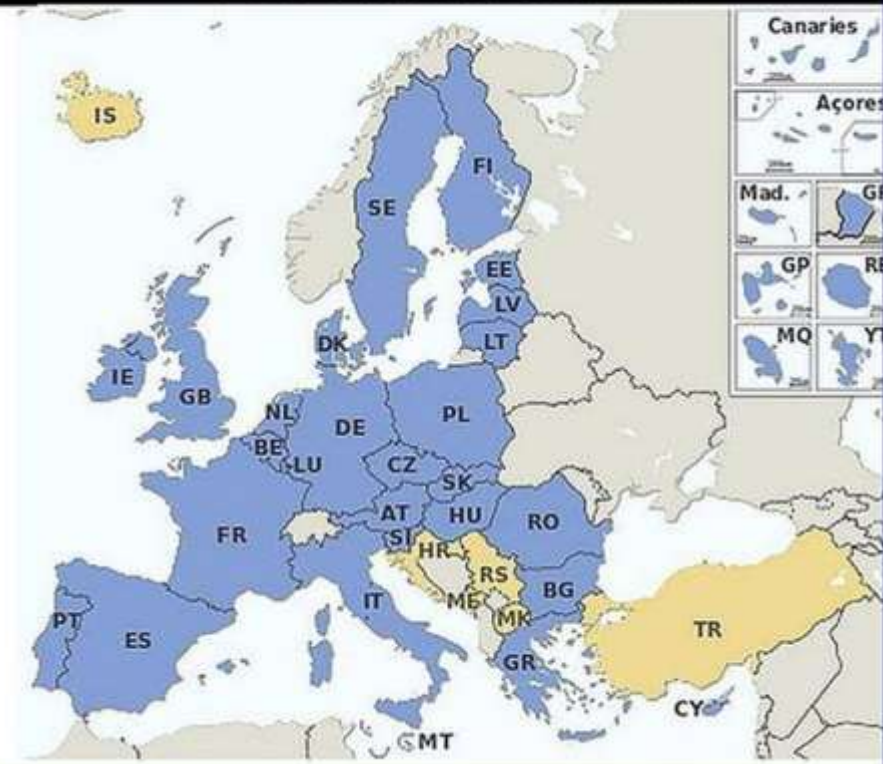 Canaries
Açores
IS
FI
SE
Mad.
EE
GP
LV
DK
LT
MQ
IE
GB
NL
DE
PL
BE
LU
CZ
SK
AT
HU
RO
FR
SI
HR
RS
BG
ME
IT
MK
PT
ES
TR
GR
CY
MT